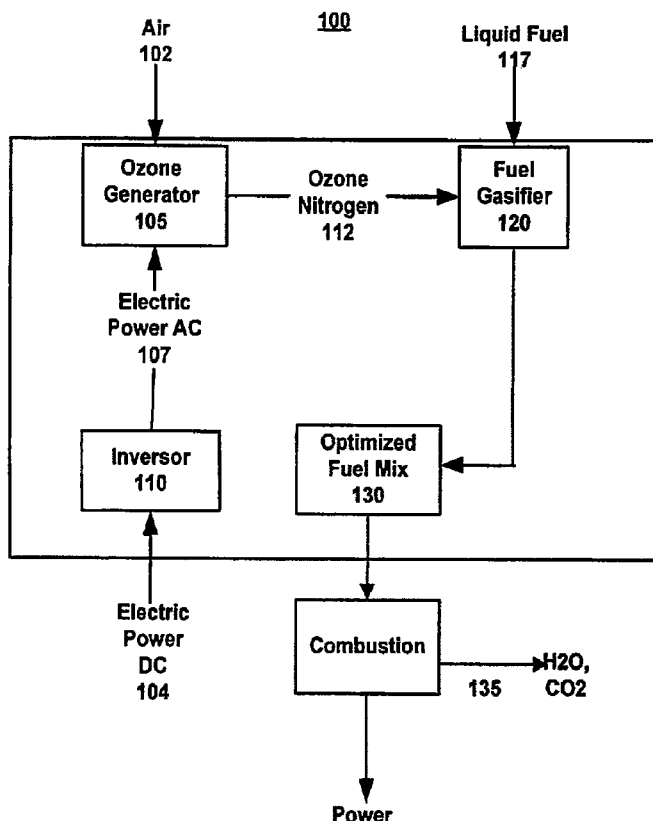 100
Air
102
Liquid Fuel
117
Ozone
Generator
105
Ozone
Nitrogen
112
Fuel
Gasifier
120
Electric
Power AC
107
Inversor
110
Optimized
Fuel Mix
130
Electric
Power
DC
104
Combustion
135
H2O,
CO2
Power